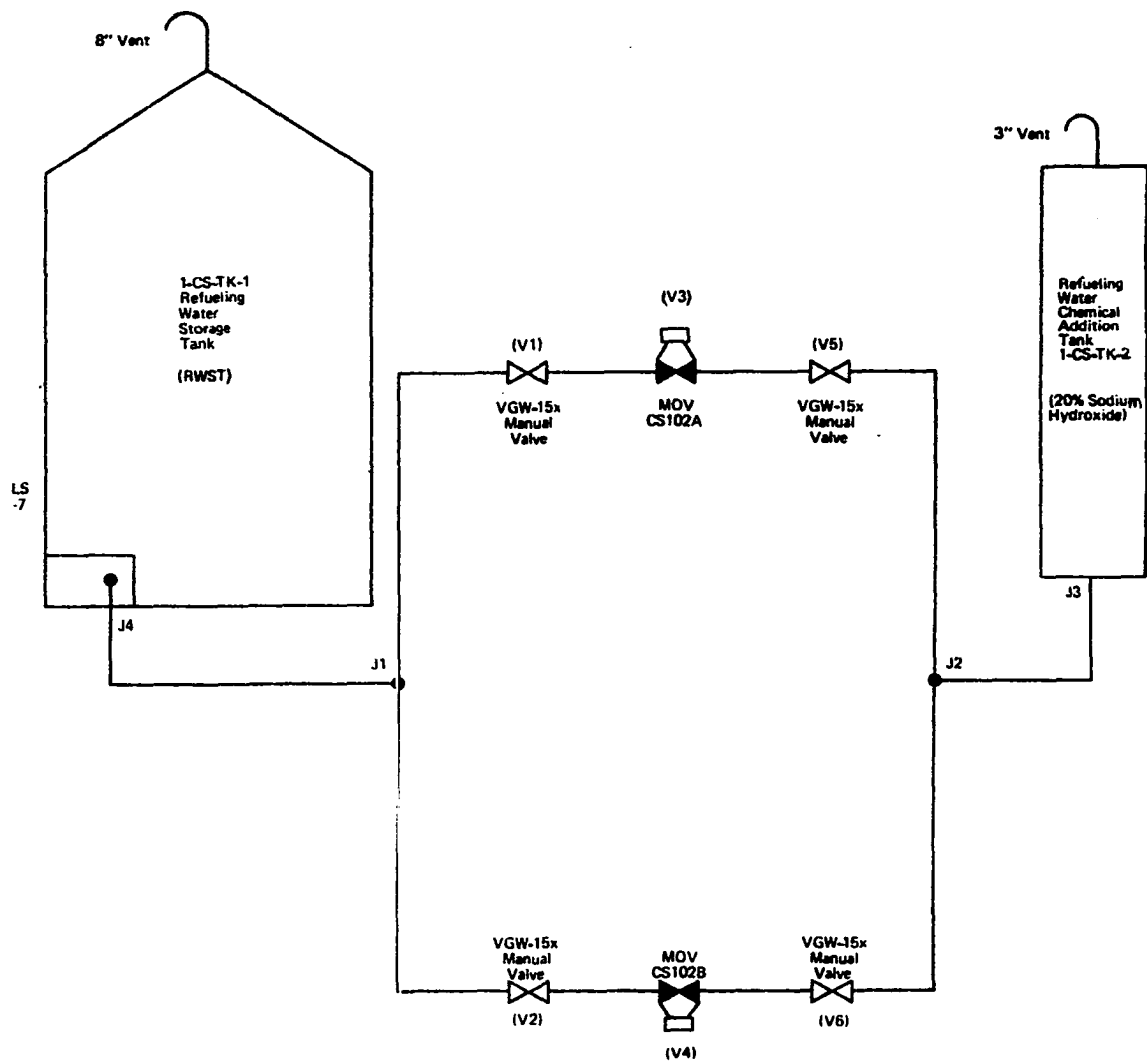 8" Vent
3" Vent
1-CS-TK-1
Refueling
Water
Storage
Tank
(RWST)
Refueling
Water
Chemical
Addition
Tank
1-CS-TK-2
(20% Sodium
Hydroxide)
(V1)
(V3)
(V5)
VGW-15x
Manual
Valve
MOV
CS102A
VGW-15x
Manual
Valve
LS
-7
J4
J1
J2
J3
VGW-15x
Manual
Valve
MOV
CS102B
VGW-15x
Manual
Valve
(V2)
(V4)
(V6)